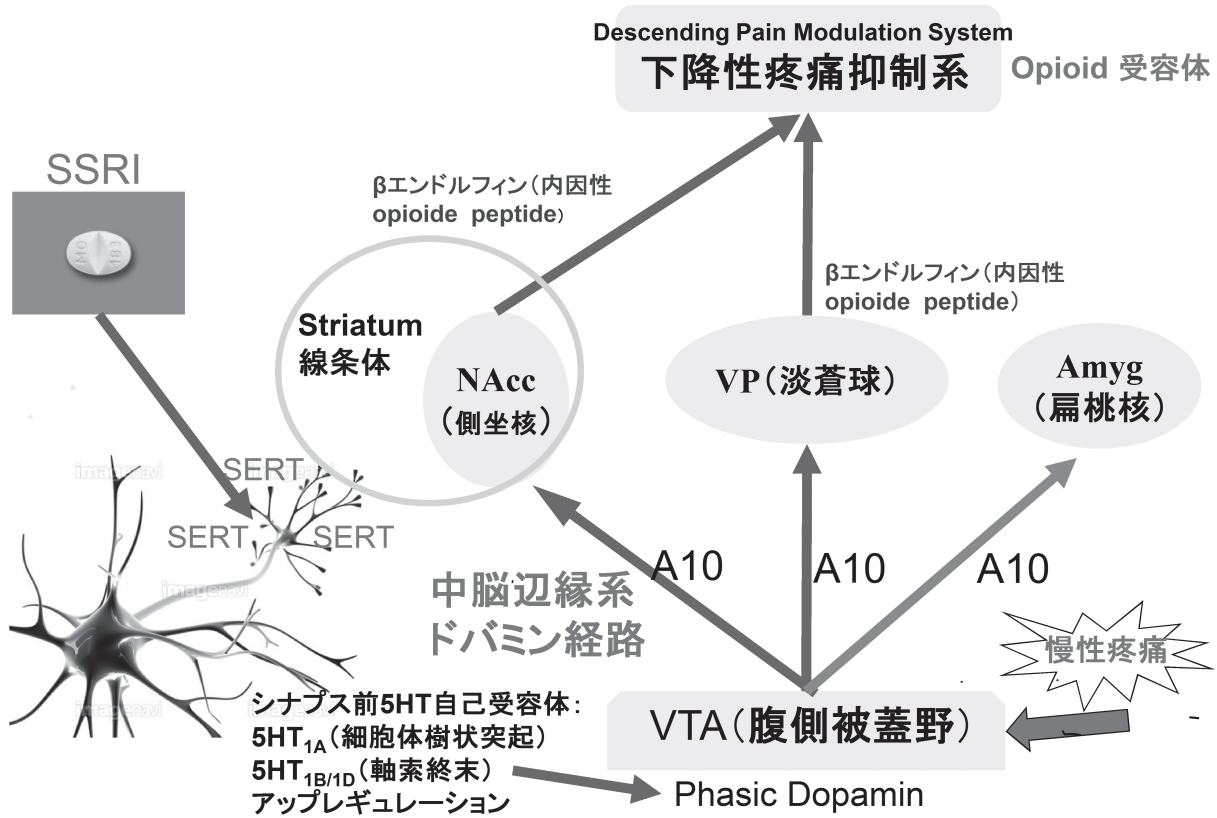 Descending Pain Modulation System
下降性疼痛抑制系
Opioid 受容体
SSRI
βエンドルフィン（内因性
opioide peptide）
βエンドルフィン（内因性
opioide peptide）
Striatum
線条体
NAcc
（側坐核）
VP（淡蒼球）
Amyg
（扁桃核）
imagenavi
imagenavi
SERT
SERT
SERT
A10
A10
A10
imagenavi
中脳辺縁系
ドバミン経路
慢性疼痛
シナプス前5HT自己受容体：
5HT1A（細胞体樹状突起）
5HT1B/1D（軸索終末）
アップレギュレーション
imagenavi
imagenavi
VTA（腹側被蓋野）
Phasic Dopamin